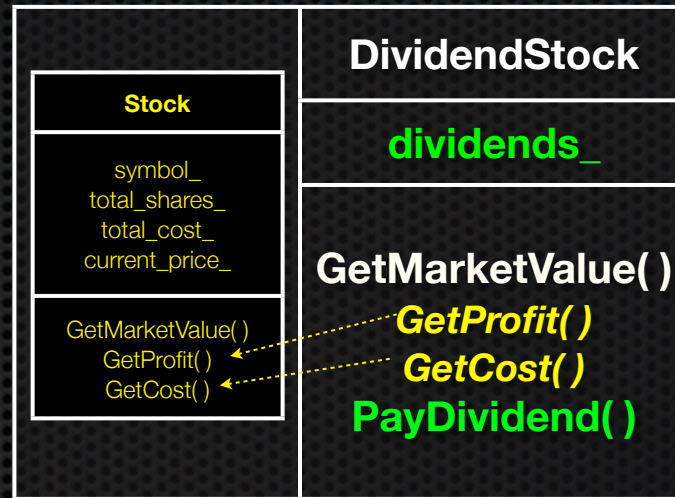 Stock
symbol_
total_shares_
total_cost_
current_price_
GetMarketValue( )
GetProfit( )
GetCost( )
DividendStock
dividends_
GetMarketValue( )
GetProfit( )
GetCost( )
PayDividend( )